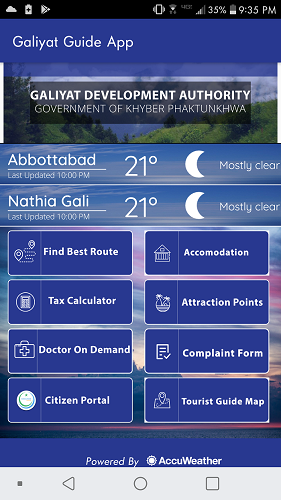 35% 9:35 PM
Galiyat Guide App
GALIYAT DEVELOPMENT AUTHORITY
GOVERNMENT OF KHYBER PHAKTUNKHWA
Abbottabad 21° Mostly clear
Last Updated 10:00 PM
Nathia Gali 21° Mostly clear
Last Updated 10:00 PM
Find Best Route
Accomodation
Tax Calculator
Attraction Points
Doctor On Demand
Complaint Form
Citizen Portal
Tourist Guide Map
Powered By AccuWeather